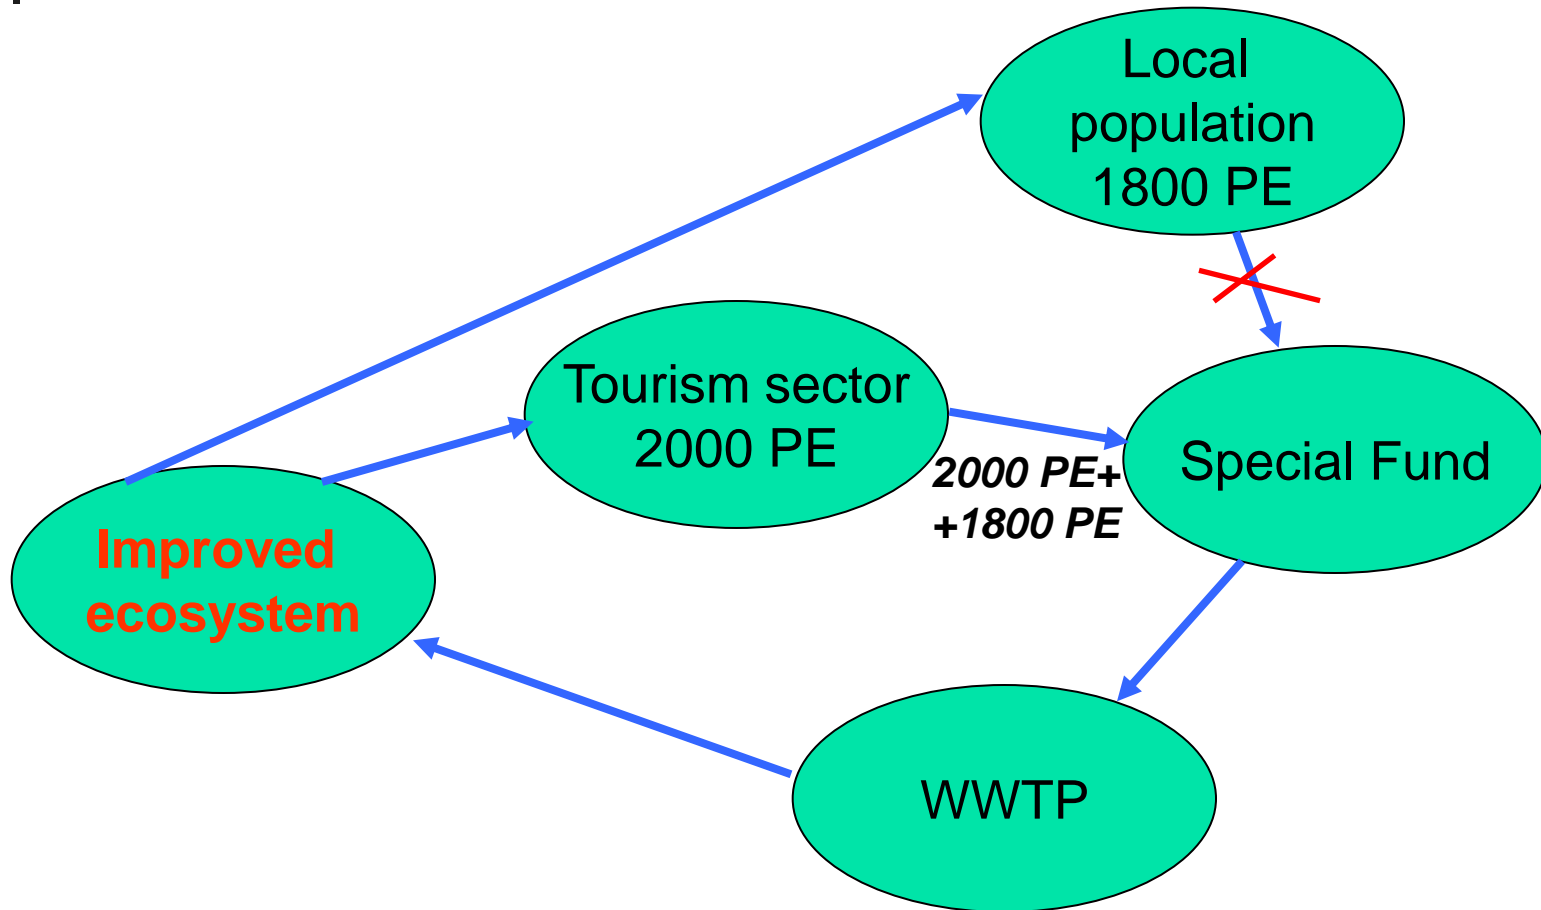 Local
population
1800 PE
Tourism sector
2000 PE
2000 PE+
+1800 PE
Special Fund
Improved
ecosystem
WWTP